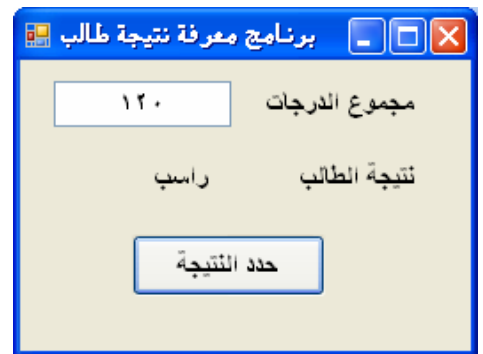 برنامج معرفة نتيجة طالب
مجموع الدرجات ١٢٠
نتيجة الطالب راسب
حدد النتيجة